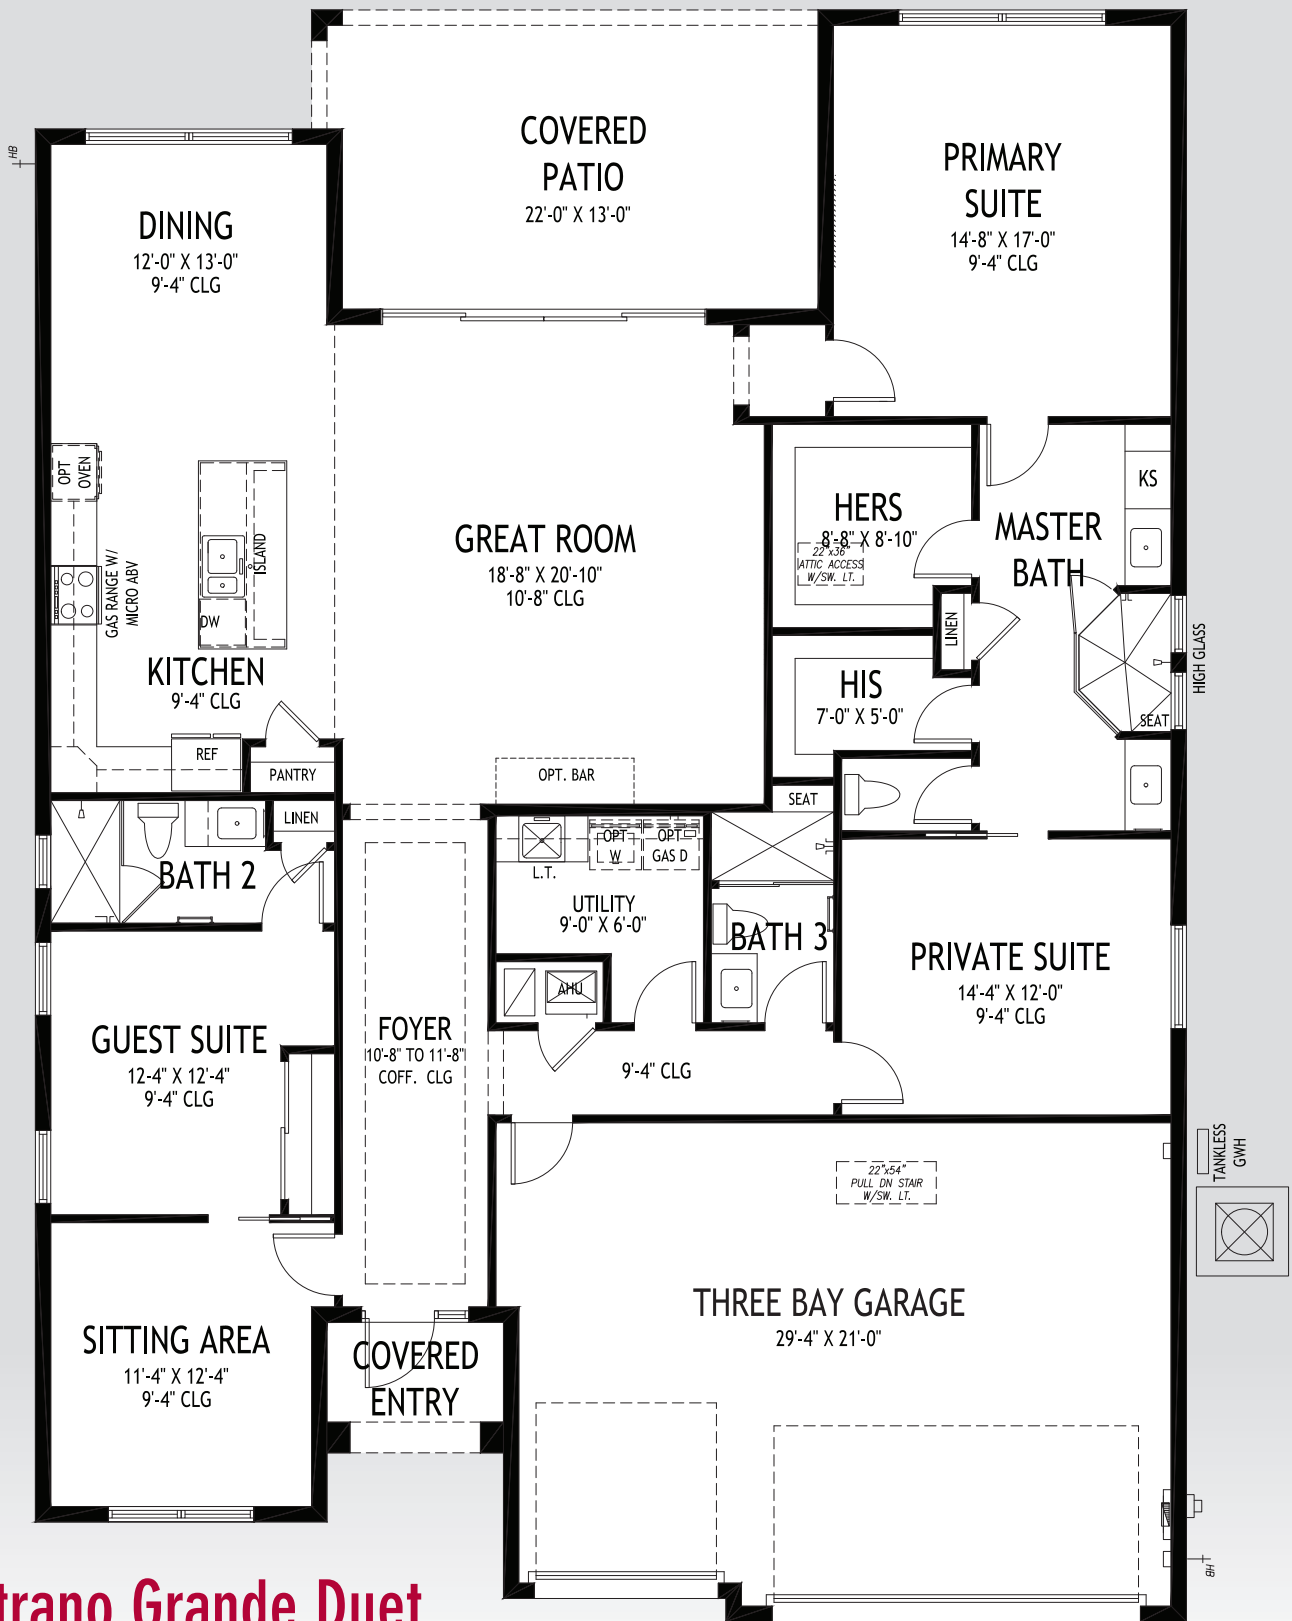 COVERED
PATIO
22'-0" X 13'-0"
PRIMARY
SUITE
14'-8" X 17'-0"
9'-4" CLG
HB
DINING
12'-0" X 13'-0"
9'-4" CLG
OPT
OVEN
GAS RANGE W/
MICRO ABV
ISLAND
DW
KITCHEN
9'-4" CLG
REF
PANTRY
GREAT ROOM
18'-8" X 20'-10"
10'-8" CLG
OPT. BAR
HERS
8'-8" X 8'-10"
22"x36"
ATTIC ACCESS
W/SW. LT.
MASTER
BATH
KS
LINEN
HIS
7'-0" X 5'-0"
HIGH GLASS
SEAT
SEAT
LINEN
BATH 2
L.T.
OPT
W
OPT
GAS D
UTILITY
9'-0" X 6'-0"
BATH 3
AHU
PRIVATE SUITE
14'-4" X 12'-0"
9'-4" CLG
GUEST SUITE
12-4" X 12'-4"
9'-4" CLG
FOYER
10'-8" TO 11'-8"
COFF. CLG
9'-4" CLG
TANKLESS
GWH
22"x54"
PULL DN STAIR
W/SW. LT.
THREE BAY GARAGE
29'-4" X 21'-0"
SITTING AREA
11'-4" X 12'-4"
9'-4" CLG
COVERED
ENTRY
HB
trano Grande Duet